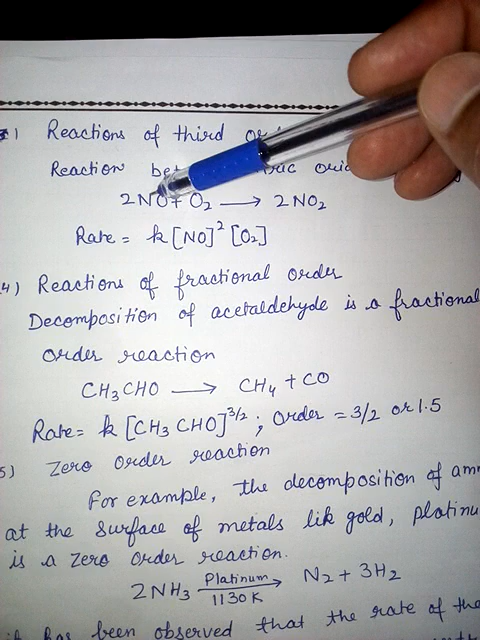 3) Reactions of third
Reaction
2NO + O₂ ⟶ 2NO₂
Rate = k[NO]² [O₂]
4) Reactions of fractional order
Decomposition of acetaldehyde is a fractional
order reaction
CH₃CHO ⟶ CH₄ + CO
Rate = k [CH₃ CHO]³/² ; Order = 3/2 or 1.5
5) Zero order reaction
For example, the decomposition of
at the surface of metals like gold,
is a zero order reaction.
2NH₃ Platinum ⟶ 1130K N₂ + 3H₂
has been observed that the rate of the